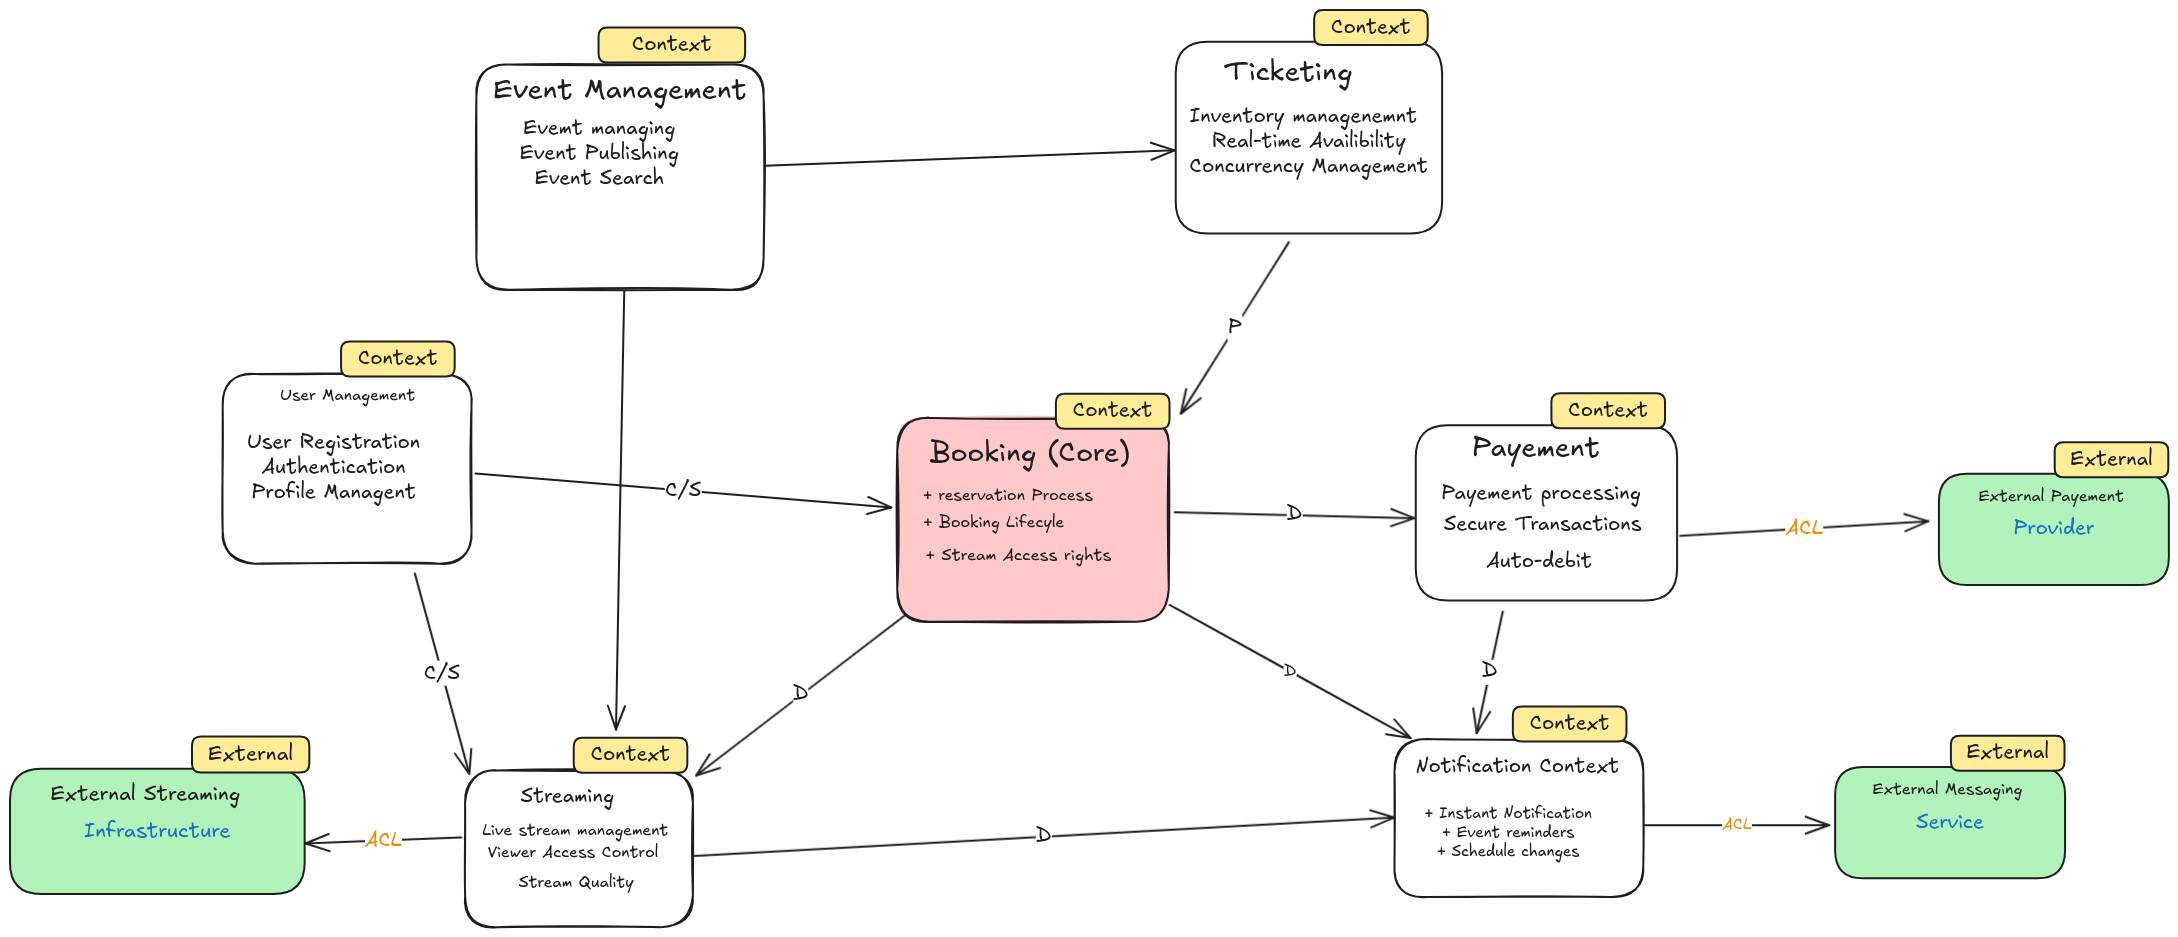 Context
Event Management
Evemt managing
Event Publishing
Event Search
Context
Ticketing
Inventory managenemnt
Real-time Availibility
Concurrency Management
P
Context
User Management
User Registration
Authentication
Profile Managent
C/S
C/S
Context
Booking (Core)
+ reservation Process
+ Booking Lifecyle
+ Stream Access rights
D
D
D
Context
Payement
Payement processing
Secure Transactions
Auto-debit
ACL
D
External
External Payement
Provider
External
External Streaming
Infrastructure
ACL
Context
Streaming
Live stream management
Viewer Access Control
Stream Quality
D
Context
Notification Context
+ Instant Notification
+ Event reminders
+ Schedule changes
ACL
External
External Messaging
Service